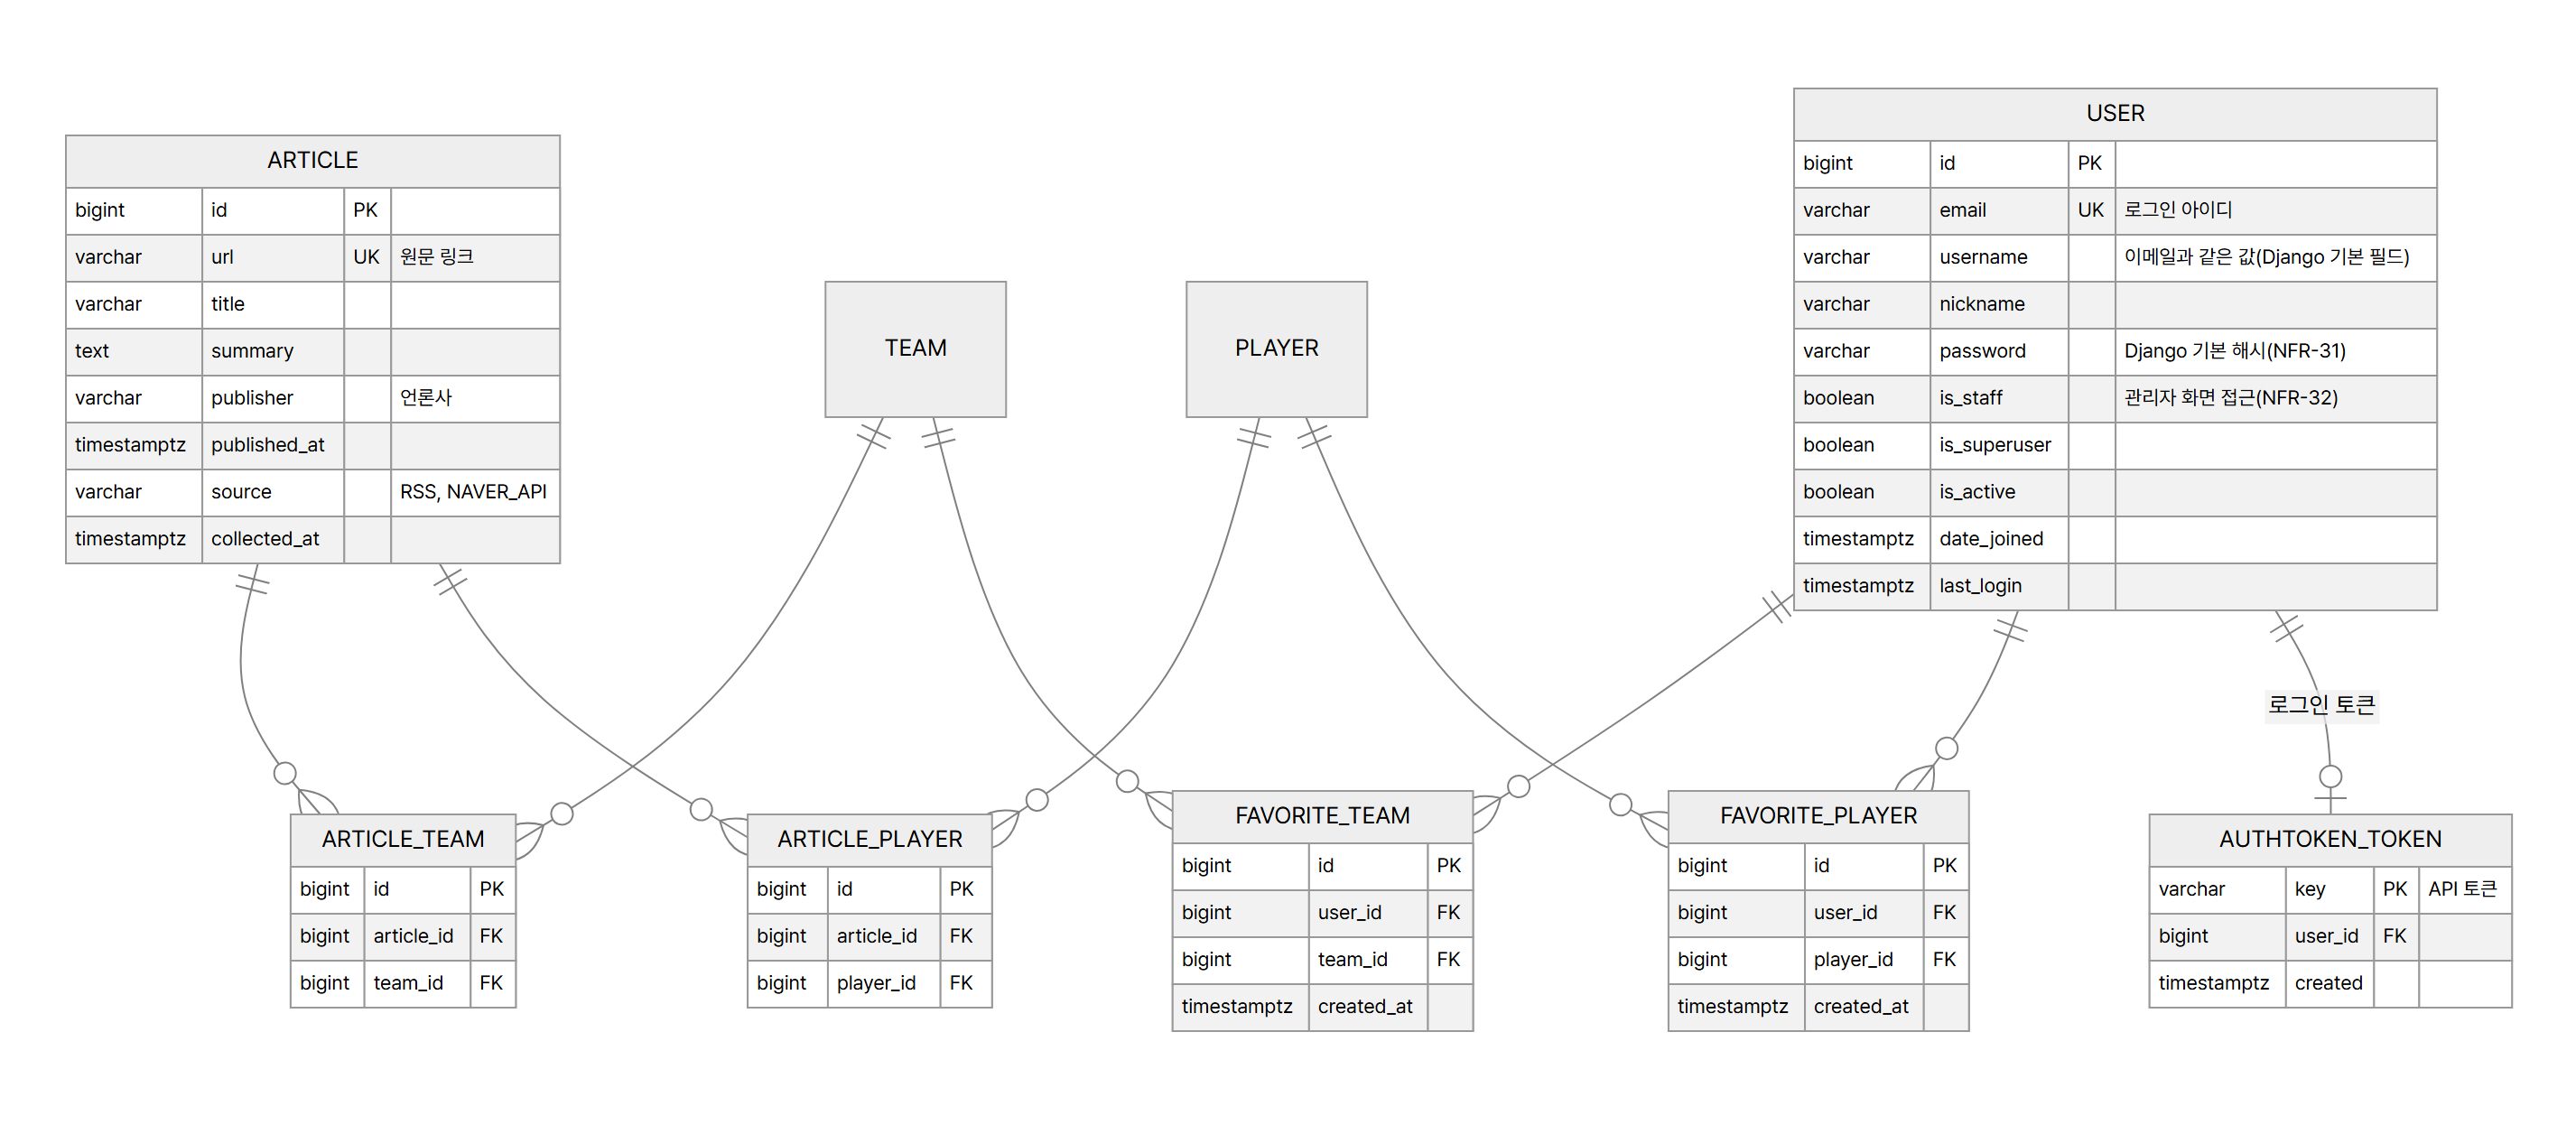 ARTICLE
bigint id PK
varchar url UK 원문 링크
varchar title
text summary
varchar publisher 언론사
timestamptz published_at
varchar source RSS, NAVER_API
timestamptz collected_at
TEAM
PLAYER
USER
bigint id PK
varchar email UK 로그인 아이디
varchar username 이메일과 같은 값(Django 기본 필드)
varchar nickname
varchar password Django 기본 해시(NFR-31)
boolean is_staff 관리자 화면 접근(NFR-32)
boolean is_superuser
boolean is_active
timestamptz date_joined
timestamptz last_login
로그인 토큰
ARTICLE_TEAM
bigint id PK
bigint article_id FK
bigint team_id FK
ARTICLE_PLAYER
bigint id PK
bigint article_id FK
bigint player_id FK
FAVORITE_TEAM
bigint id PK
bigint user_id FK
bigint team_id FK
timestamptz created_at
FAVORITE_PLAYER
bigint id PK
bigint user_id FK
bigint player_id FK
timestamptz created_at
AUTHTOKEN_TOKEN
varchar key PK API 토큰
bigint user_id FK
timestamptz created